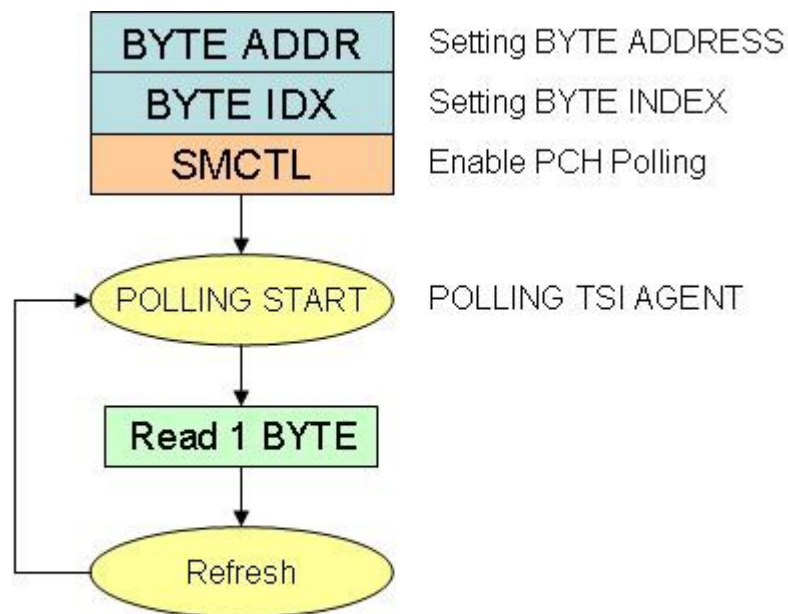 BYTE ADDR Setting BYTE ADDRESS
BYTE IDX Setting BYTE INDEX
SMCTL Enable PCH Polling
POLLING START POLLING TSI AGENT
Read 1 BYTE
Refresh